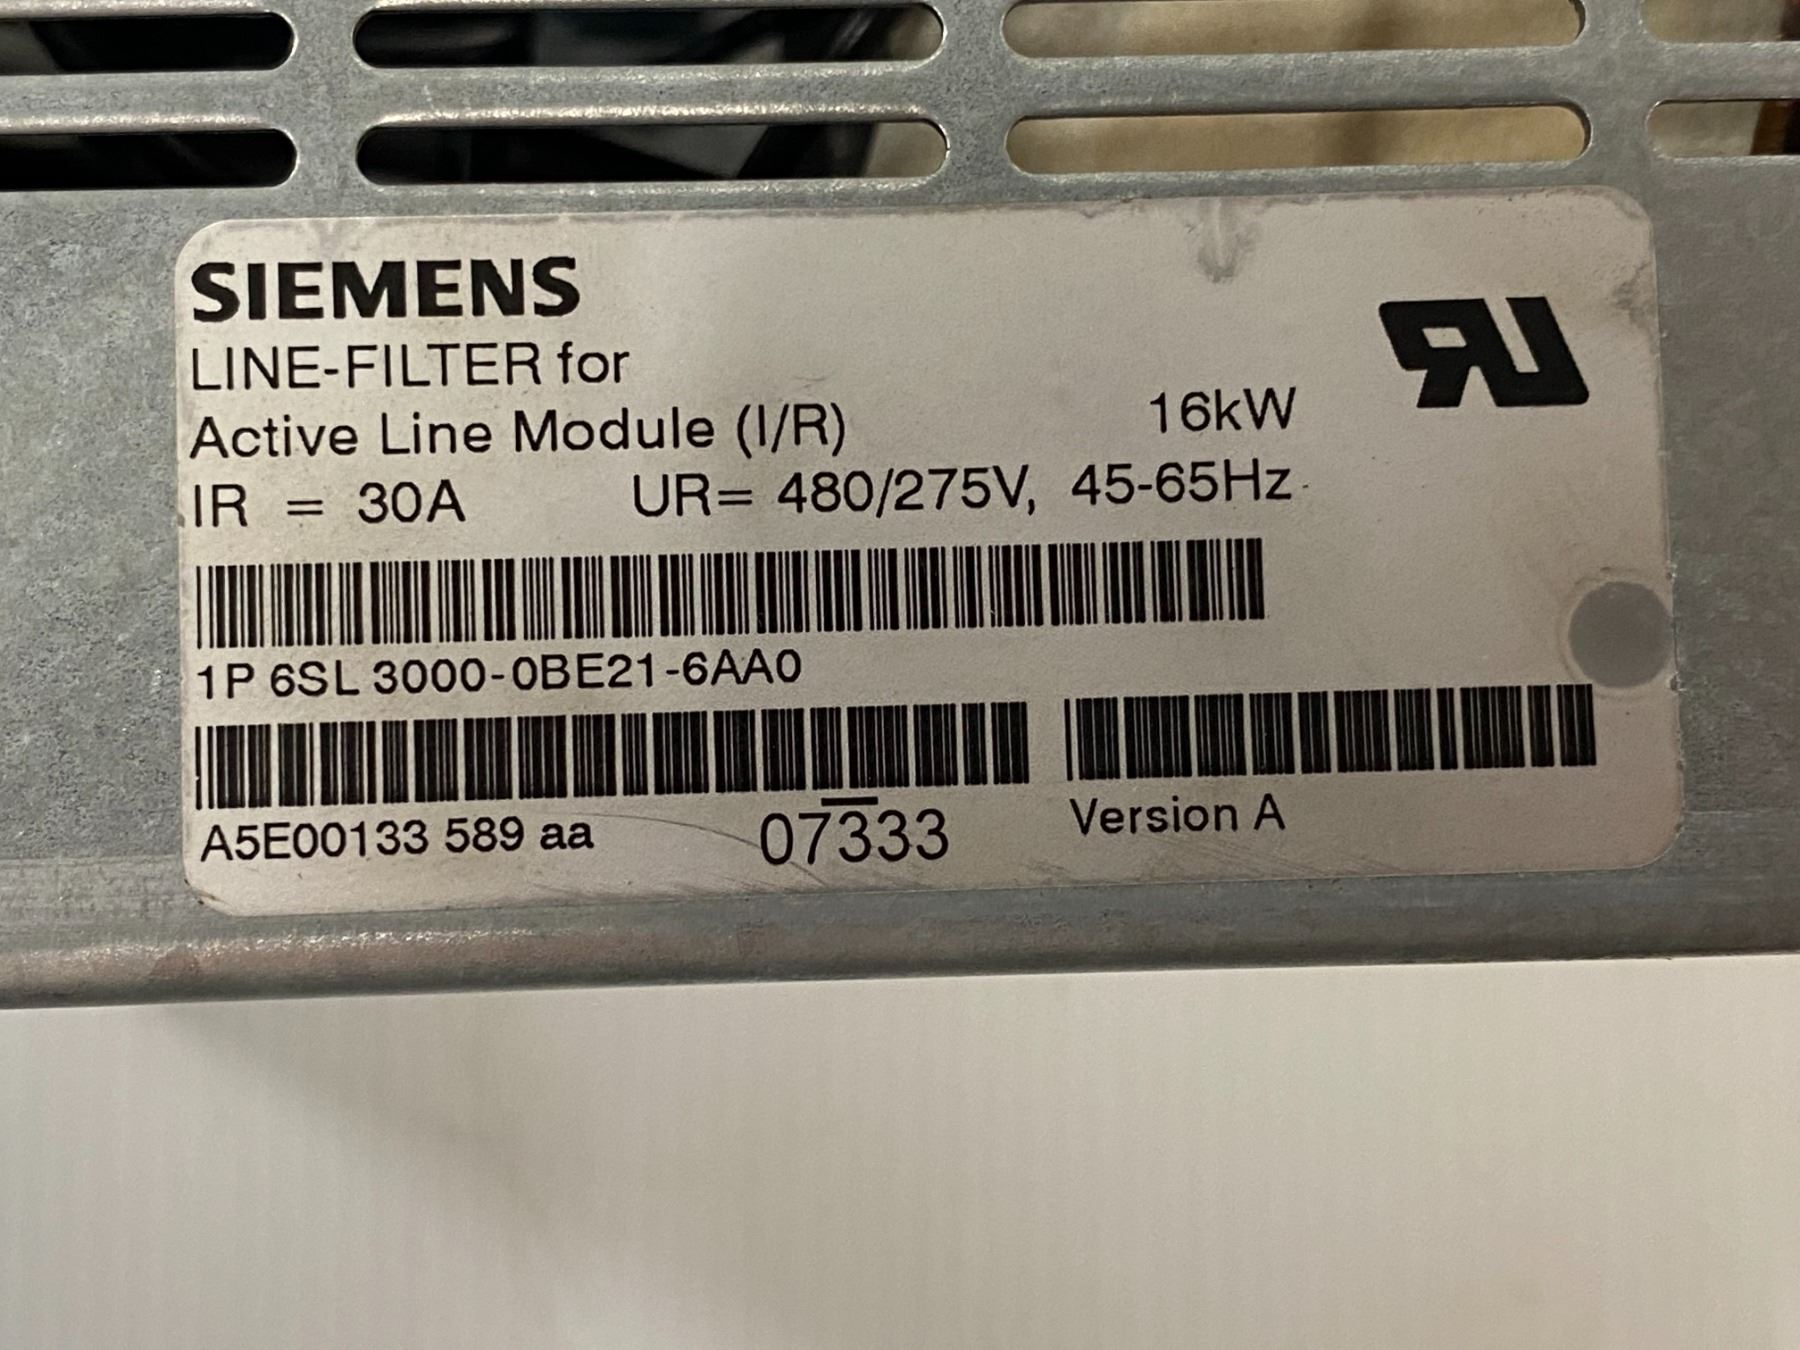 SIEMENS
LINE-FILTER for
Active Line Module (I/R) 16kW
IR = 30A UR= 480/275V, 45-65Hz
1P 6SL 3000-0BE21-6AA0
A5E00133 589 aa 07333 Version A